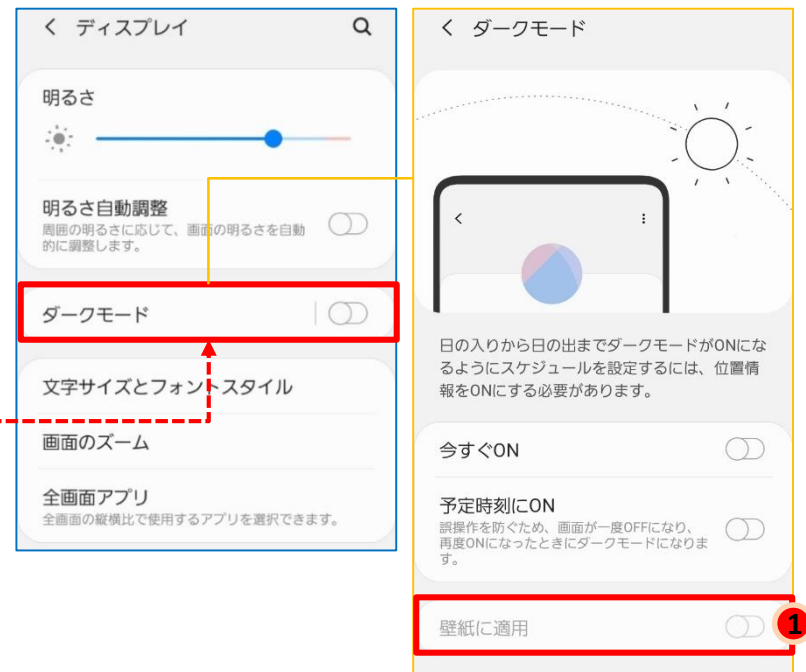 ディスプレイ
明るさ
明るさ自動調整
周囲の明るさに応じて、画面の明るさを自動
的に調整します。
ダークモード
文字サイズとフォントスタイル
画面のズーム
全画面アプリ
全画面の縦横比で使用するアプリを選択できます。
ダークモード
日の入りから日の出までダークモードがONにな
るようにスケジュールを設定するには、位置情
報をONにする必要があります。
今すぐON
予定時刻にON
誤操作を防ぐため、画面が一度OFFになり、
再度ONになったときにダークモードになりま
す。
壁紙に適用
1